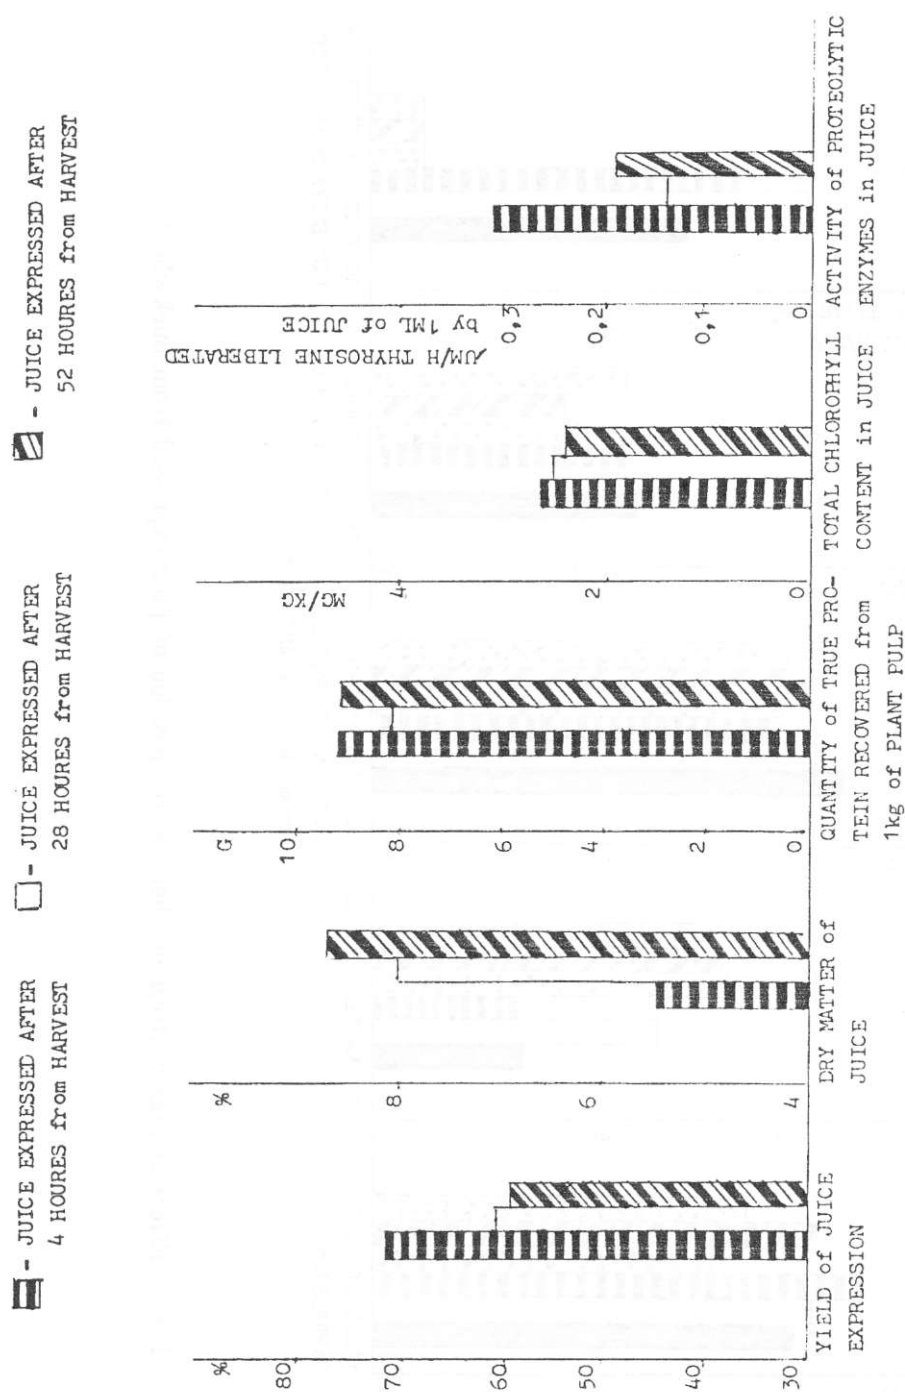 - JUICE EXPRESSED AFTER
4 HOURES from HARVEST
- JUICE EXPRESSED AFTER
28 HOURES from HARVEST
- JUICE EXPRESSED AFTER
52 HOURES from HARVEST
%
80
70
60
50
40
30
YIELD of JUICE
EXPRESSION
%
8
6
4
DRY MATTER of
JUICE
G
10
8
6
4
2
0
QUANTITY of TRUE PRO-
TEIN RECOVERED from
1kg of PLANT PULP
MG/KG
4
2
0
TOTAL CHLOROPHYLL
CONTENT in JUICE
µM/H THYROSINE LIBERATED
by 1ML of JUICE
0,3
0,2
0,1
0
ACTIVITY of PROTEOLYTIC
ENZYMES in JUICE